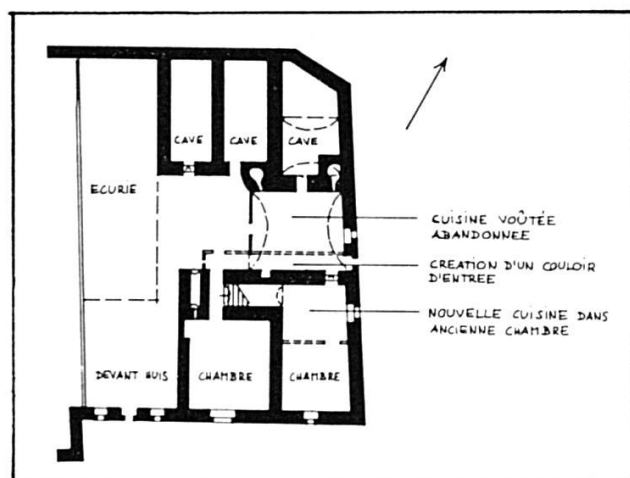 CAVE
CAVE
CAVE
ECURIE
CUISINE VOÛTÉE
ABANDONNEE
CREATION D'UN COULOIR
D'ENTREE
NOUVELLE CUISINE DANS
ANCIENNE CHAMBRE
DEVANT HUIS
CHAMBRE
CHAMBRE